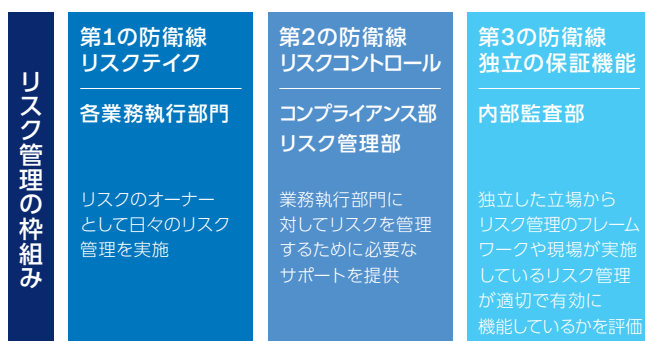 リスク管理の枠組み
第1の防衛線
リスクテイク
各業務執行部門
リスクのオーナー
として日々のリスク
管理を実施
第2の防衛線
リスクコントロール
コンプライアンス部
リスク管理部
業務執行部門に
対してリスクを管理
するために必要な
サポートを提供
第3の防衛線
独立の保証機能
内部監査部
独立した立場から
リスク管理のフレーム
ワークや現場が実施
しているリスク管理
が適切で有効に
機能しているかを評価